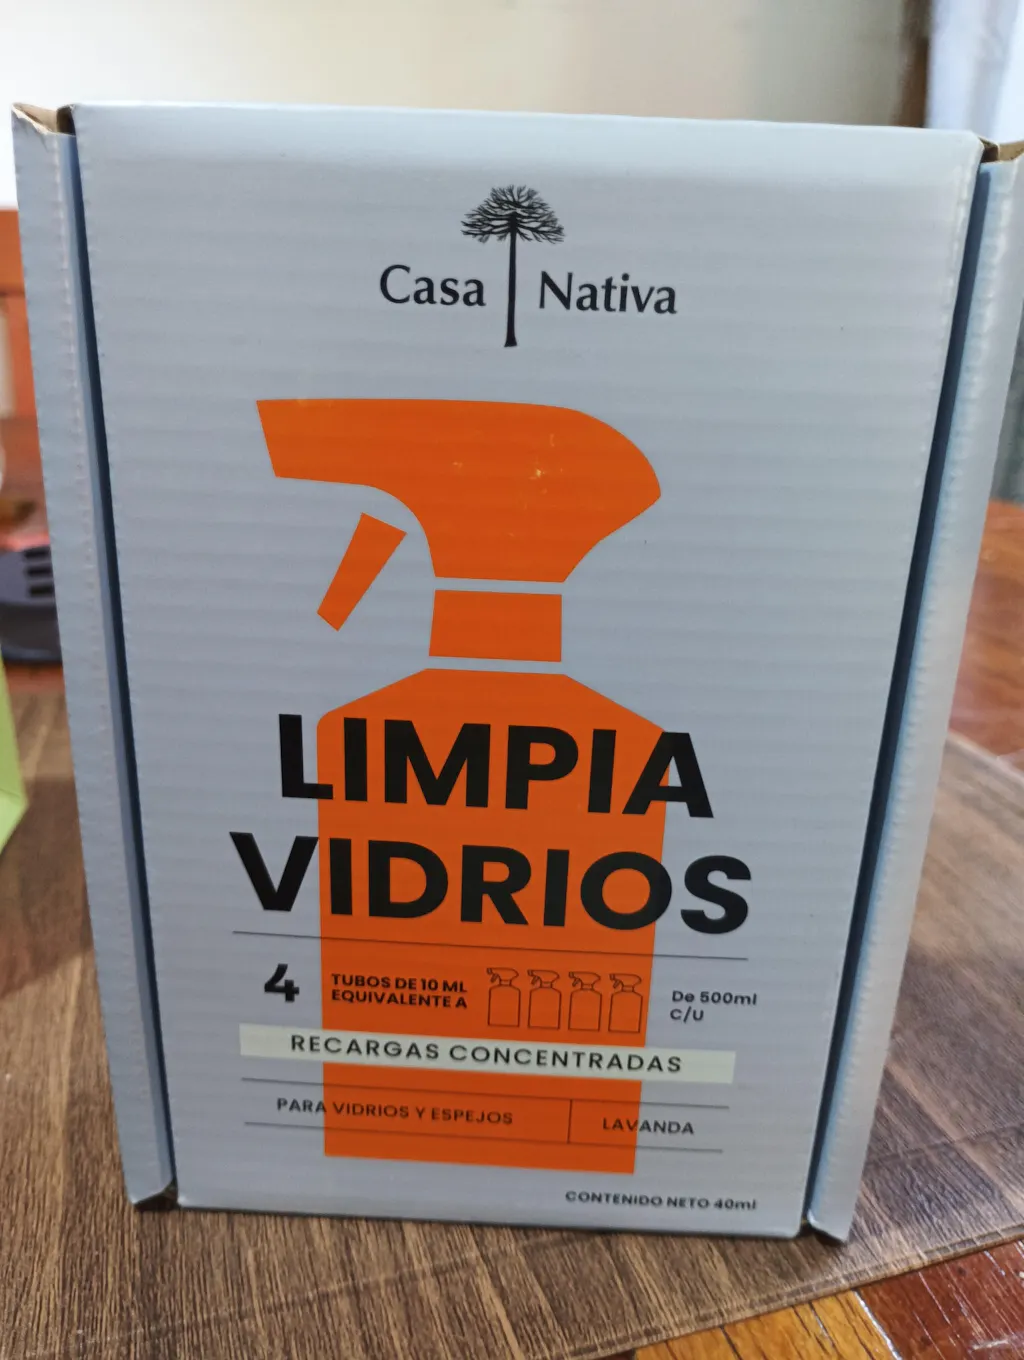 Casa Nativa
LIMPIA
VIDRIOS
4 TUBOS DE 10 ML De 500ml
EQUIVALENTE A C/U
RECARGAS CONCENTRADAS
PARA VIDRIOS Y ESPEJOS LAVANDA
CONTENIDO NETO 40ml